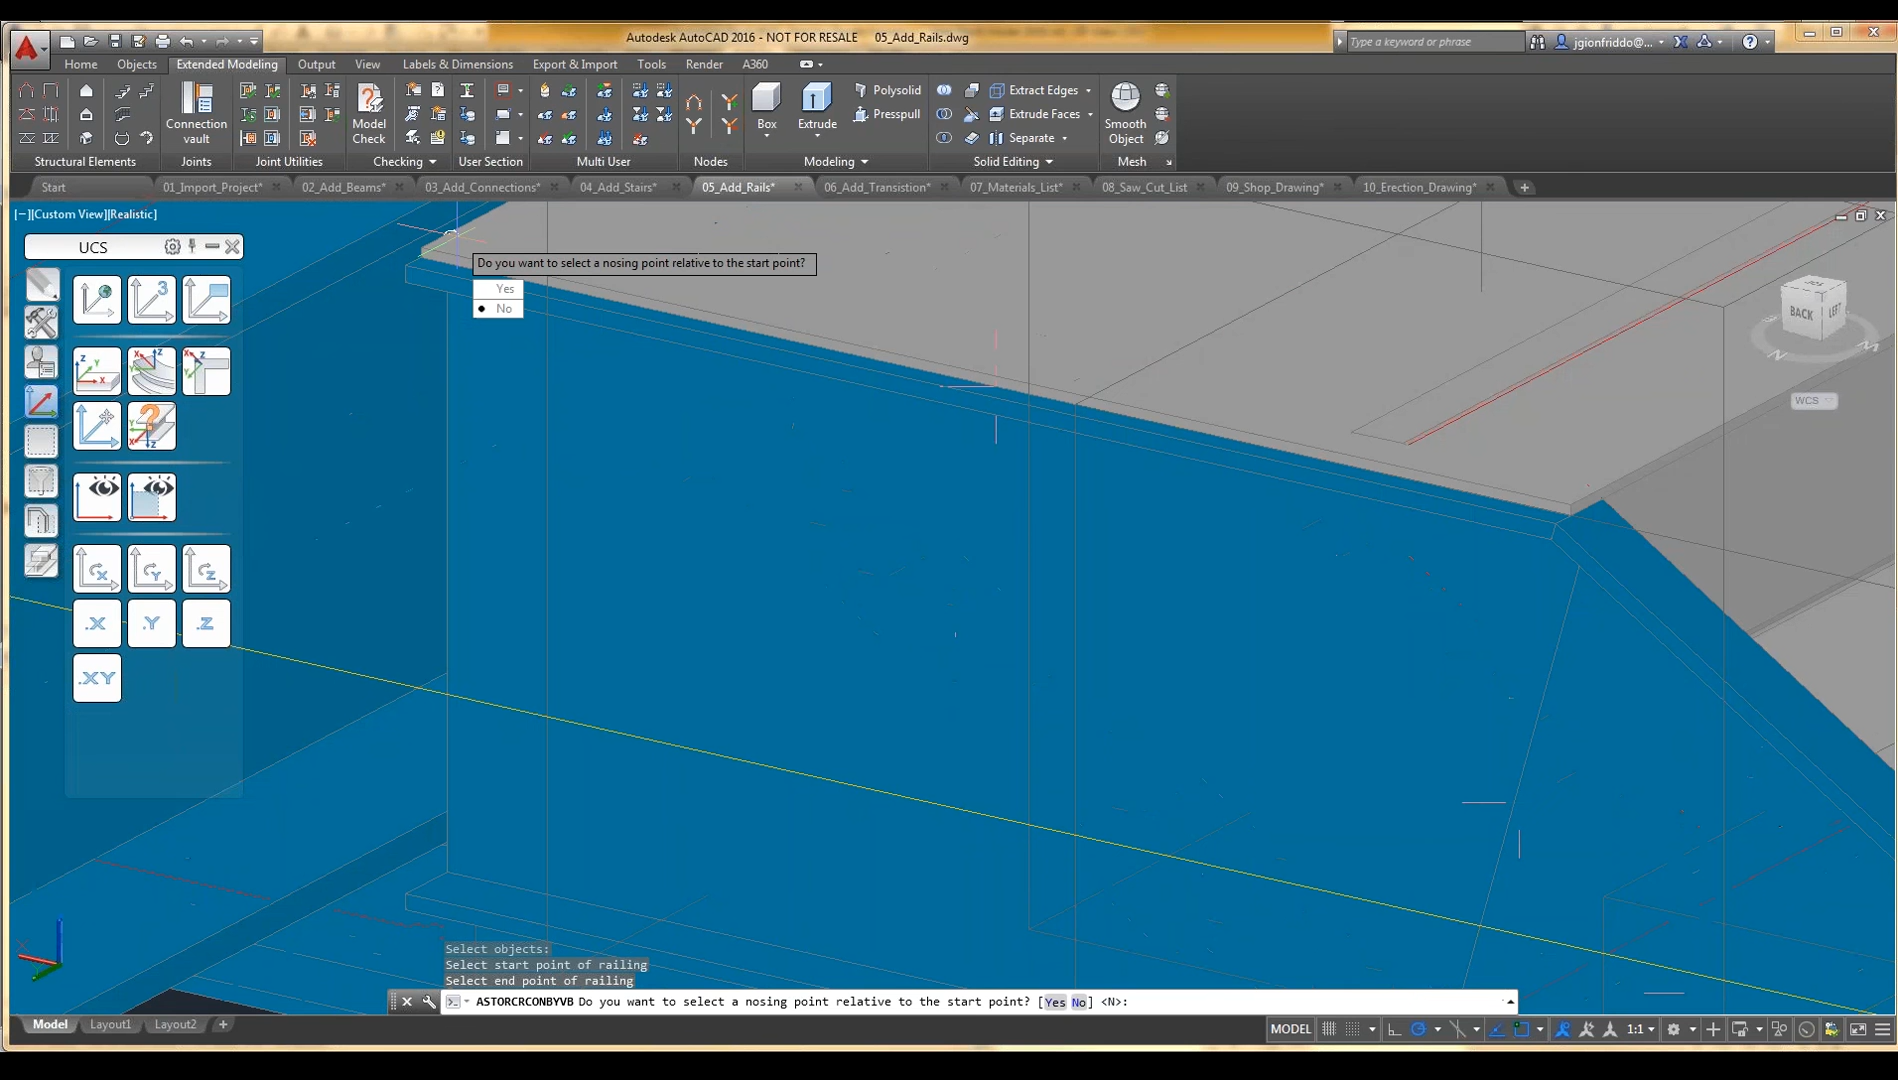 Autodesk AutoCAD 2016 - NOT FOR RESALE 05_Add_Rails.dwg
Type a keyword or phrase
jgionfriddo@...
Home Objects Extended Modeling Output View Labels & Dimensions Export & Import Tools Render A360
Connection vault
Model Check
Box
Extrude
Polysolid
Presspull
Extract Edges
Extrude Faces
Separate
Smooth Object
Structural Elements Joints Joint Utilities Checking User Section Multi User Nodes Modeling Solid Editing Mesh
Start 01_Import_Project* 02_Add_Beams* 03_Add_Connections* 04_Add_Stairs* 05_Add_Rails* 06_Add_Transistion* 07_Materials_List* 08_Saw_Cut_List 09_Shop_Drawing* 10_Erection_Drawing*
[−][Custom View][Realistic]
UCS
3
Z Y X
X Z Y
X Z Y
Y X Z
X Y Z
.X .Y .Z
.XY
Do you want to select a nosing point relative to the start point?
Yes
No
BACK LEFT
WCS
X
Select objects:
Select start point of railing
Select end point of railing
ASTORCRCONBYVB Do you want to select a nosing point relative to the start point? [Yes No] <N>:
Model Layout1 Layout2
MODEL 1:1